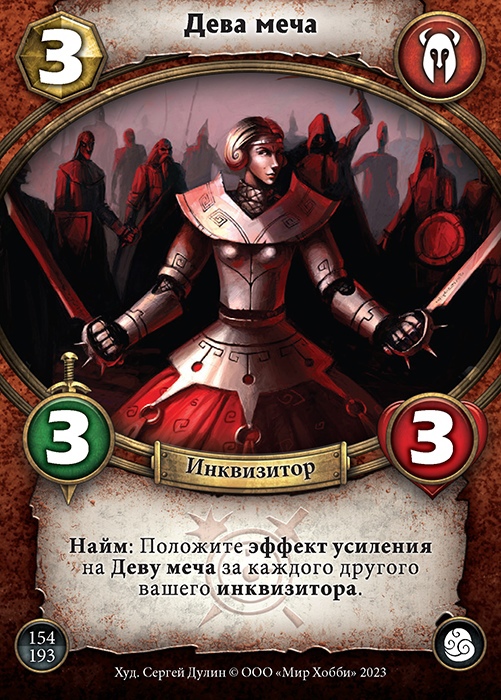 Дева меча
3
3
3
Инквизитор
Найм: Положите эффект усиления
на Деву меча за каждого другого
вашего инквизитора.
154
193
Худ. Сергей Дулин © ООО «Мир Хобби» 2023